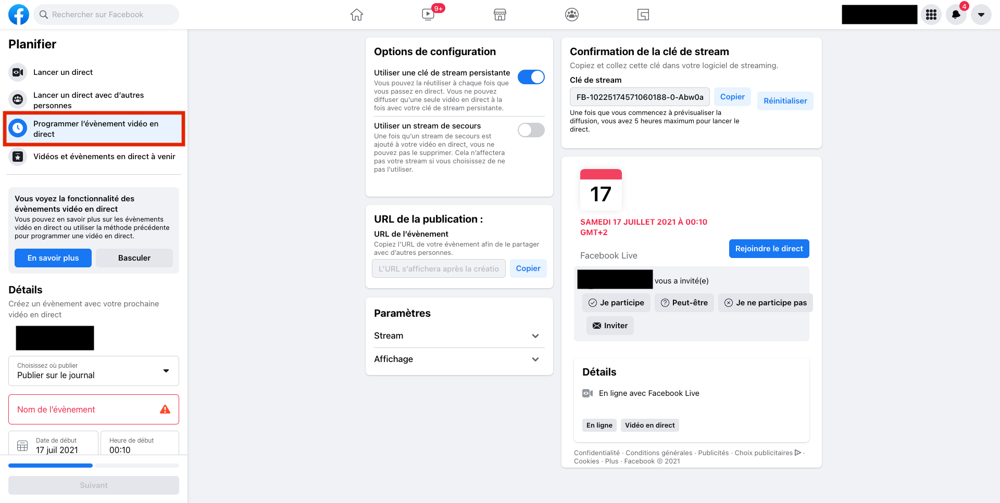 Rechercher sur Facebook
9+
4
Planifier
Lancer un direct
Lancer un direct avec d'autres
personnes
Programmer l'évènement vidéo en
direct
Vidéos et évènements en direct à venir
Vous voyez la fonctionnalité des
évènements vidéo en direct
Vous pouvez en savoir plus sur les évènements
vidéo en direct ou utiliser la méthode précédente
pour programmer une vidéo en direct.
En savoir plus
Basculer
Détails
Créez un évènement avec votre prochaine
vidéo en direct
Choisissez où publier
Publier sur le journal
Nom de l'évènement
Date de début
17 juil 2021
Heure de début
00:10
Suivant
Options de configuration
Utiliser une clé de stream persistante
Vous pouvez la réutiliser à chaque fois que
vous passez en direct. Vous ne pouvez
diffuser qu'une seule vidéo en direct à la
fois avec votre clé de stream persistante.
Utiliser un stream de secours
Une fois qu'un stream de secours est
ajouté à votre vidéo en direct, vous ne
pouvez pas le supprimer. Cela n'affectera
pas votre stream si vous choisissez de ne
pas l'utiliser.
URL de la publication :
URL de l'évènement
Copiez l'URL de votre évènement afin de le partager
avec d'autres personnes.
L'URL s'affichera après la créatio
Copier
Paramètres
Stream
Affichage
Confirmation de la clé de stream
Copiez et collez cette clé dans votre logiciel de streaming.
Clé de stream
FB-10225174571060188-0-Abw0a
Copier
Réinitialiser
Une fois que vous commencez à prévisualiser la
diffusion, vous avez 5 heures maximum pour lancer le
direct.
17
SAMEDI 17 JUILLET 2021 À 00:10
GMT+2
Facebook Live
Rejoindre le direct
vous a invité(e)
Je participe
Peut-être
Je ne participe pas
Inviter
Détails
En ligne avec Facebook Live
En ligne
Vidéo en direct
Confidentialité · Conditions générales · Publicités · Choix publicitaires ·
Cookies · Plus · Facebook © 2021